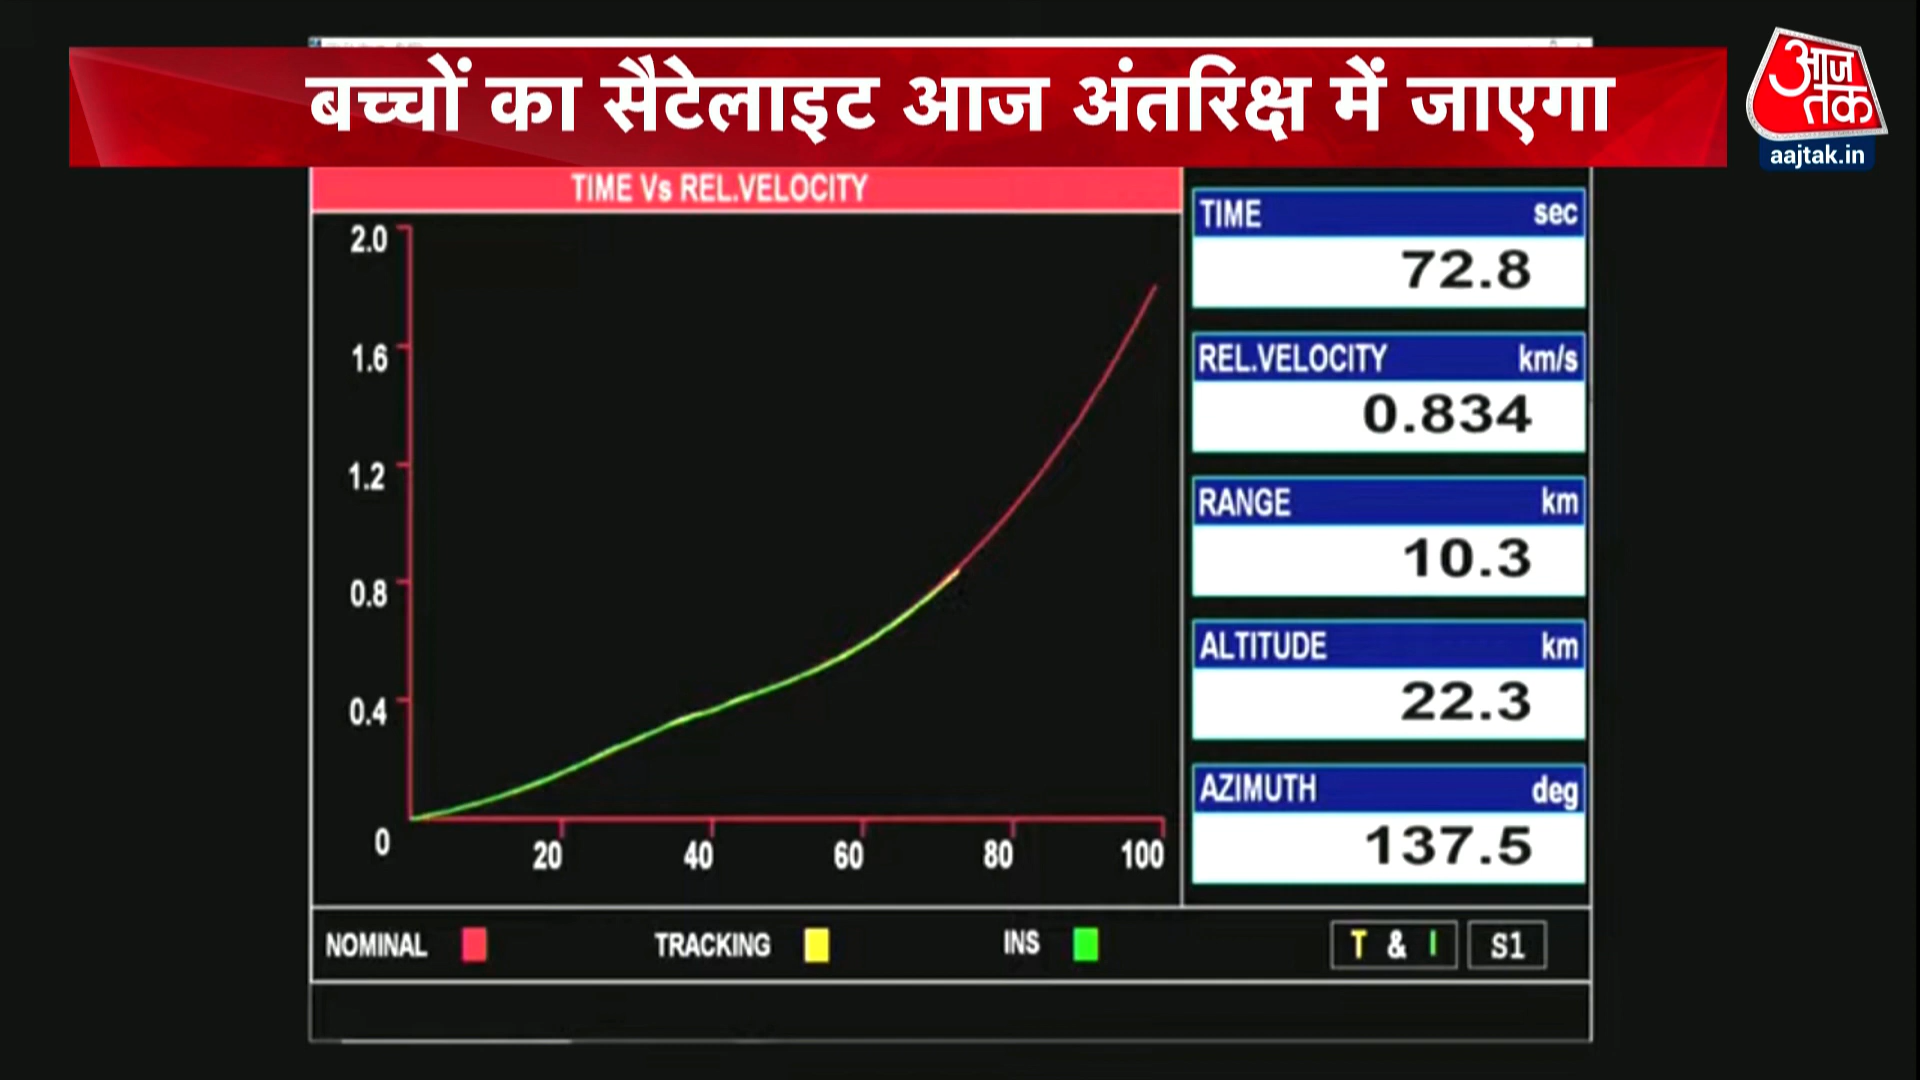 बच्चों का सैटेलाइट आज अंतरिक्ष में जाएगा
आज
तक
aajtak.in
TIME Vs REL.VELOCITY
2.0
1.6
1.2
0.8
0.4
0
20 40 60 80 100
TIME sec
72.8
REL.VELOCITY km/s
0.834
RANGE km
10.3
ALTITUDE km
22.3
AZIMUTH deg
137.5
NOMINAL TRACKING INS T & I S1